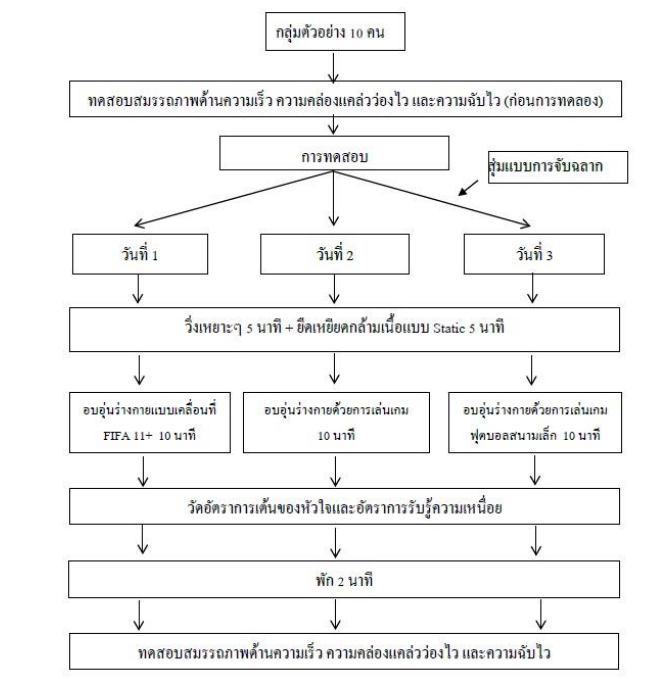 กลุ่มตัวอย่าง 10 คน
ทดสอบสมรรถภาพด้านความเร็ว ความคล่องแคล่วว่องไว และความฉับไว (ก่อนการทดลอง)
การทดสอบ
สุ่มแบบการจับฉลาก
วันที่ 1
วันที่ 2
วันที่ 3
วิ่งเหยาะๆ 5 นาที + ยืดเหยียดกล้ามเนื้อแบบ Static 5 นาที
อบอุ่นร่างกายแบบเคลื่อนที่
FIFA 11+ 10 นาที
อบอุ่นร่างกายด้วยการเล่นเกม
10 นาที
อบอุ่นร่างกายด้วยการเล่นเกม
ฟุตบอลสนามเล็ก 10 นาที
วัดอัตราการเต้นของหัวใจและอัตราการรับรู้ความเหนื่อย
พัก 2 นาที
ทดสอบสมรรถภาพด้านความเร็ว ความคล่องแคล่วว่องไว และความฉับไว